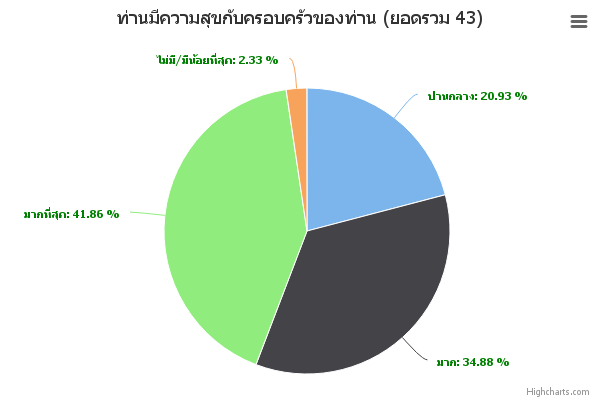 ท่านมีความสุขกับครอบครัวของท่าน (ยอดรวม 43)
ไม่มี/มีน้อยที่สุด: 2.33 %
ปานกลาง: 20.93 %
มากที่สุด: 41.86 %
มาก: 34.88 %
Highcharts.com